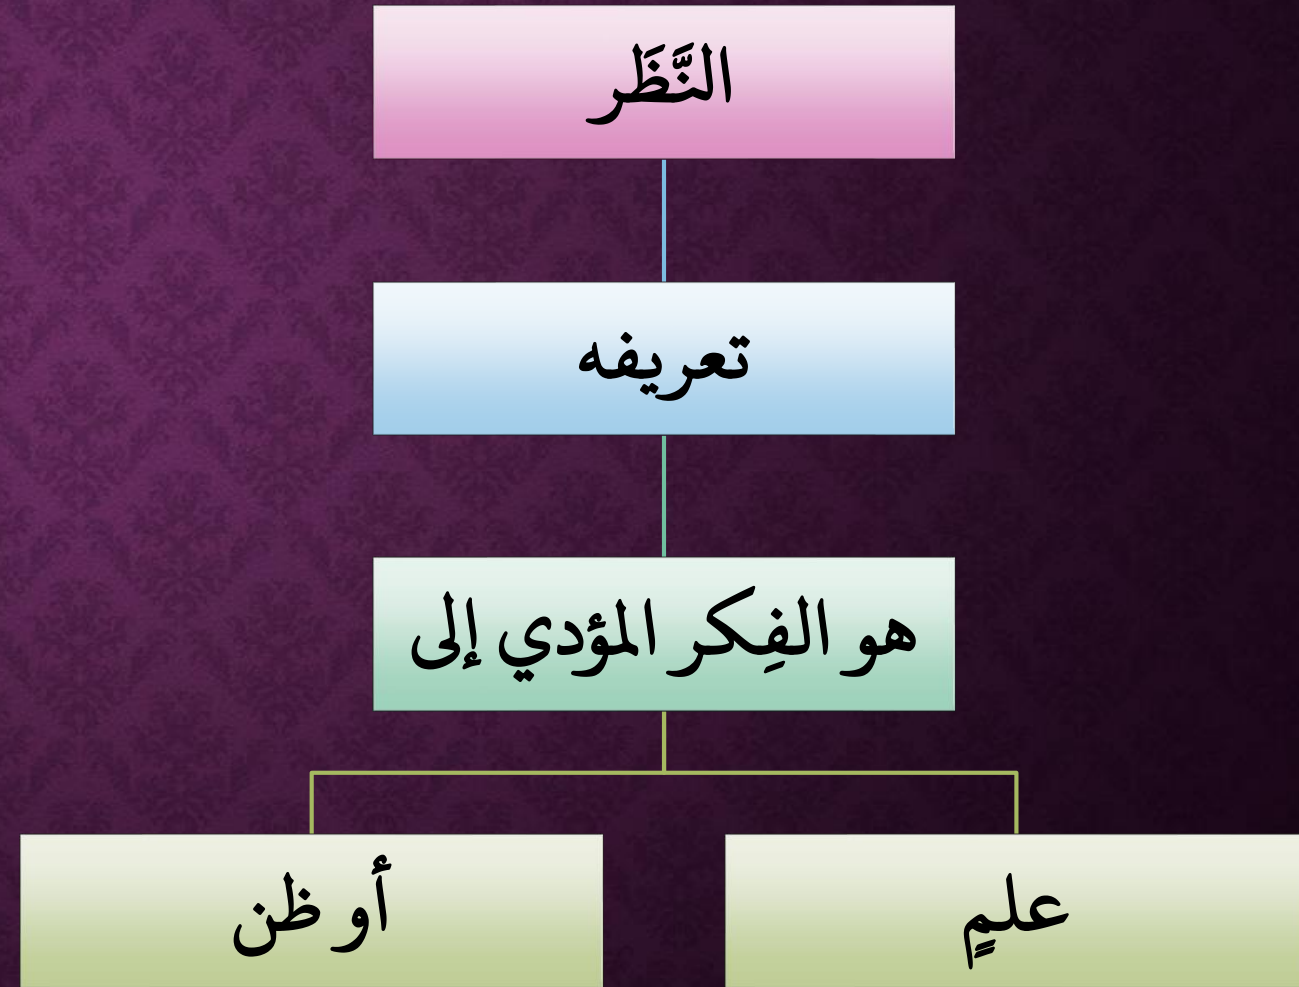 النَّظَر
تعريفه
هو الفِكر المؤدي إلى
علمٍ
أو ظن